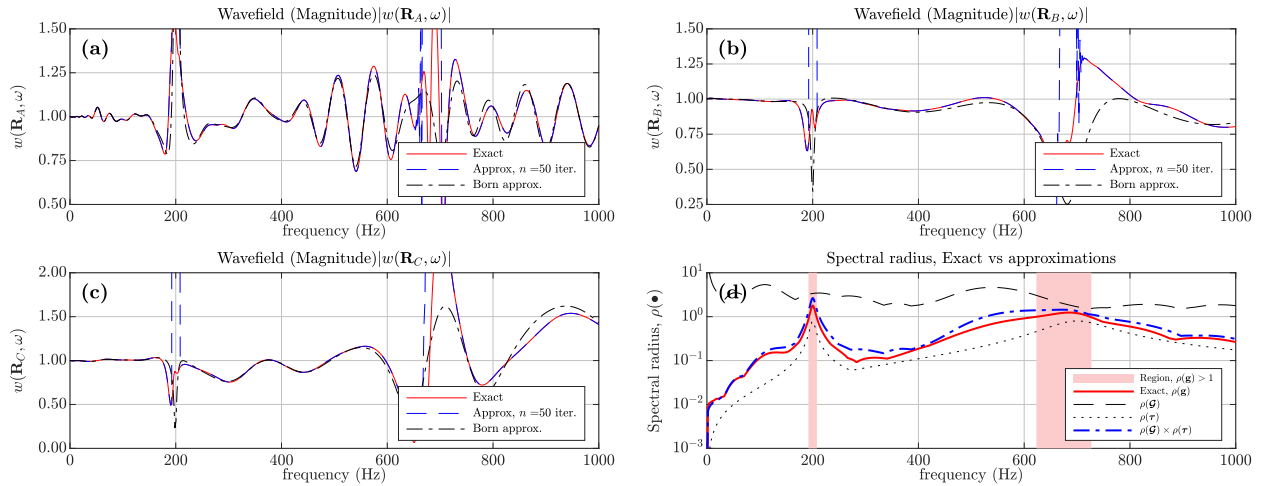 Wavefield (Magnitude)|w(𝐑_A, ω)|
(a)
w(𝐑_A, ω)
1.50
1.25
1.00
0.75
0.50
0 200 400 600 800 1000
frequency (Hz)
Exact
Approx, n =50 iter.
Born approx.
Wavefield (Magnitude)|w(𝐑_B, ω)|
(b)
w(𝐑_B, ω)
1.50
1.25
1.00
0.75
0.50
0.25
0 200 400 600 800 1000
frequency (Hz)
Exact
Approx, n =50 iter.
Born approx.
Wavefield (Magnitude)|w(𝐑_C, ω)|
(c)
w(𝐑_C, ω)
2.00
1.50
1.00
0.50
0.00
0 200 400 600 800 1000
frequency (Hz)
Exact
Approx, n =50 iter.
Born approx.
Spectral radius, Exact vs approximations
(d)
Spectral radius, ρ(●)
10^1
10^0
10^−1
10^−2
10^−3
0 200 400 600 800 1000
frequency (Hz)
Region, ρ(𝐠) > 1
Exact, ρ(𝐠)
ρ(𝓖)
ρ(𝝉)
ρ(𝓖) × ρ(𝝉)